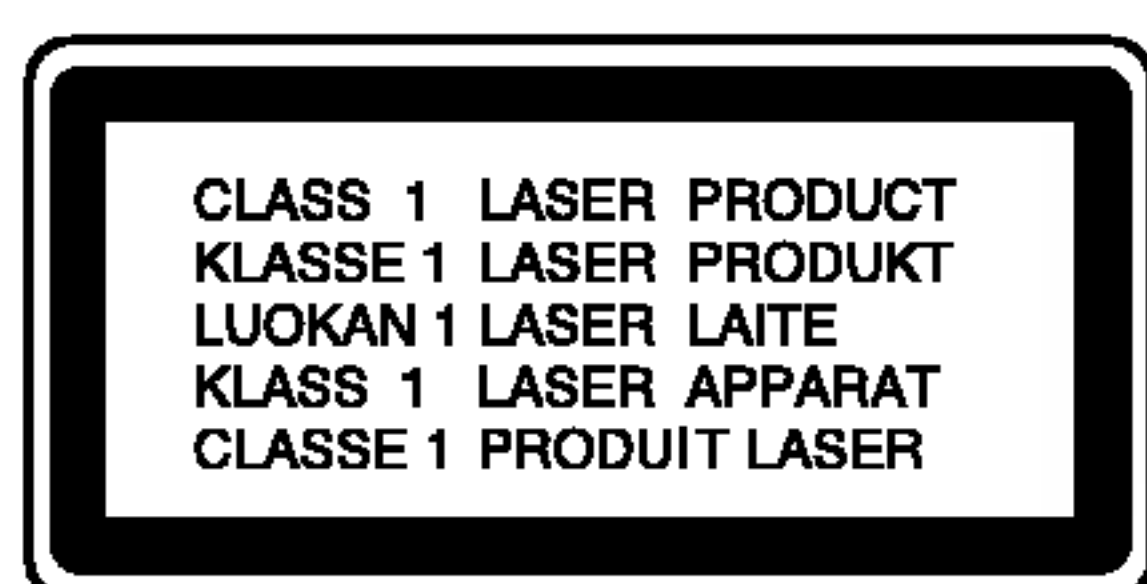 CLASS 1 LASER PRODUCT
KLASSE 1 LASER PRODUKT
LUOKAN 1 LASER LAITE
KLASS 1 LASER APPARAT
CLASSE 1 PRODUIT LASER